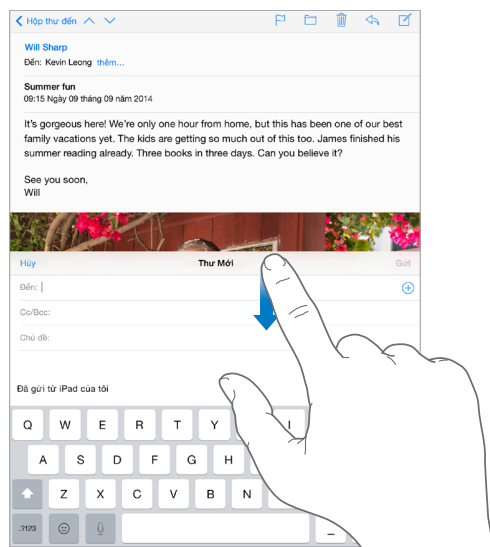 Hộp thư đến
Will Sharp
Đến: Kevin Leong thêm...
Summer fun
09:15 Ngày 09 tháng 09 năm 2014
It's gorgeous here! We're only one hour from home, but this has been one of our best
family vacations yet. The kids are getting so much out of this too. James finished his
summer reading already. Three books in three days. Can you believe it?
See you soon,
Will
Hủy Thư Mới Gửi
Đến:
Cc/Bcc:
Chủ đề:
Đã gửi từ iPad của tôi
Q W E R T Y I
A S D F G H
Z X C V B N
.?123